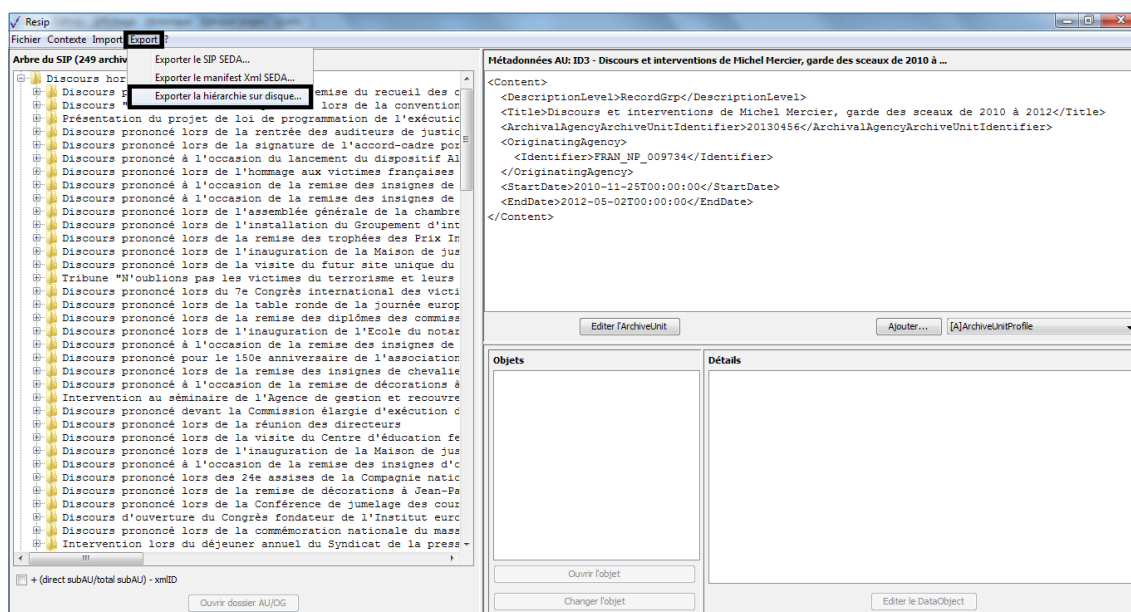 Resip
Fichier Contexte Import Export ?
Exporter le SIP SEDA...
Exporter le manifest Xml SEDA...
Exporter la hiérarchie sur disque...
Arbre du SIP (249 archiv
Discours hor
Discours p emise du recueil des c
Discours " lors de la convention
Présentation du projet de loi de programmation de l'exécutic
Discours prononcé lors de la rentrée des auditeurs de justic
Discours prononcé lors de la signature de l'accord-cadre por
Discours prononcé à l'occasion du lancement du dispositif Al
Discours prononcé lors de l'hommage aux victimes françaises
Discours prononcé à l'occasion de la remise des insignes de
Discours prononcé à l'occasion de la remise des insignes de
Discours prononcé lors de l'assemblée générale de la chambre
Discours prononcé lors de l'installation du Groupement d'int
Discours prononcé lors de la remise des trophées des Prix In
Discours prononcé lors de l'inauguration de la Maison de jus
Discours prononcé lors de la visite du futur site unique du
Tribune "N'oublions pas les victimes du terrorisme et leurs
Discours prononcé lors du 7e Congrès international des victi
Discours prononcé lors de la table ronde de la journée europ
Discours prononcé lors de la remise des diplômes des commiss
Discours prononcé lors de l'inauguration de l'Ecole du notar
Discours prononcé à l'occasion de la remise des insignes de
Discours prononcé pour le 150e anniversaire de l'association
Discours prononcé lors de la remise des insignes de chevalie
Discours prononcé à l'occasion de la remise de décorations à
Intervention au séminaire de l'Agence de gestion et recouvre
Discours prononcé devant la Commission élargie d'exécution d
Discours prononcé lors de la réunion des directeurs
Discours prononcé lors de la visite du Centre d'éducation fe
Discours prononcé lors de l'inauguration de la Maison de jus
Discours prononcé à l'occasion de la remise des insignes d'c
Discours prononcé lors des 24e assises de la Compagnie natic
Discours prononcé lors de la remise de décorations à Jean-Pa
Discours prononcé lors de la Conférence de jumelage des cour
Discours d'ouverture du Congrès fondateur de l'Institut euro
Discours prononcé lors de la commémoration nationale du mass
Intervention lors du déjeuner annuel du Syndicat de la press
+ (direct subAU/total subAU) - xmlID
Ouvrir dossier AU/OG
Métadonnées AU: ID3 - Discours et interventions de Michel Mercier, garde des sceaux de 2010 à ...
<Content>
<DescriptionLevel>RecordGrp</DescriptionLevel>
<Title>Discours et interventions de Michel Mercier, garde des sceaux de 2010 à 2012</Title>
<ArchivalAgencyArchiveUnitIdentifier>20130456</ArchivalAgencyArchiveUnitIdentifier>
<OriginatingAgency>
<Identifier>FRAN_NP_009734</Identifier>
</OriginatingAgency>
<StartDate>2010-11-25T00:00:00</StartDate>
<EndDate>2012-05-02T00:00:00</EndDate>
</Content>
Editer l'ArchiveUnit
Ajouter...
[A]ArchiveUnitProfile
Objets
Détails
Ouvrir l'objet
Changer l'objet
Editer le DataObject